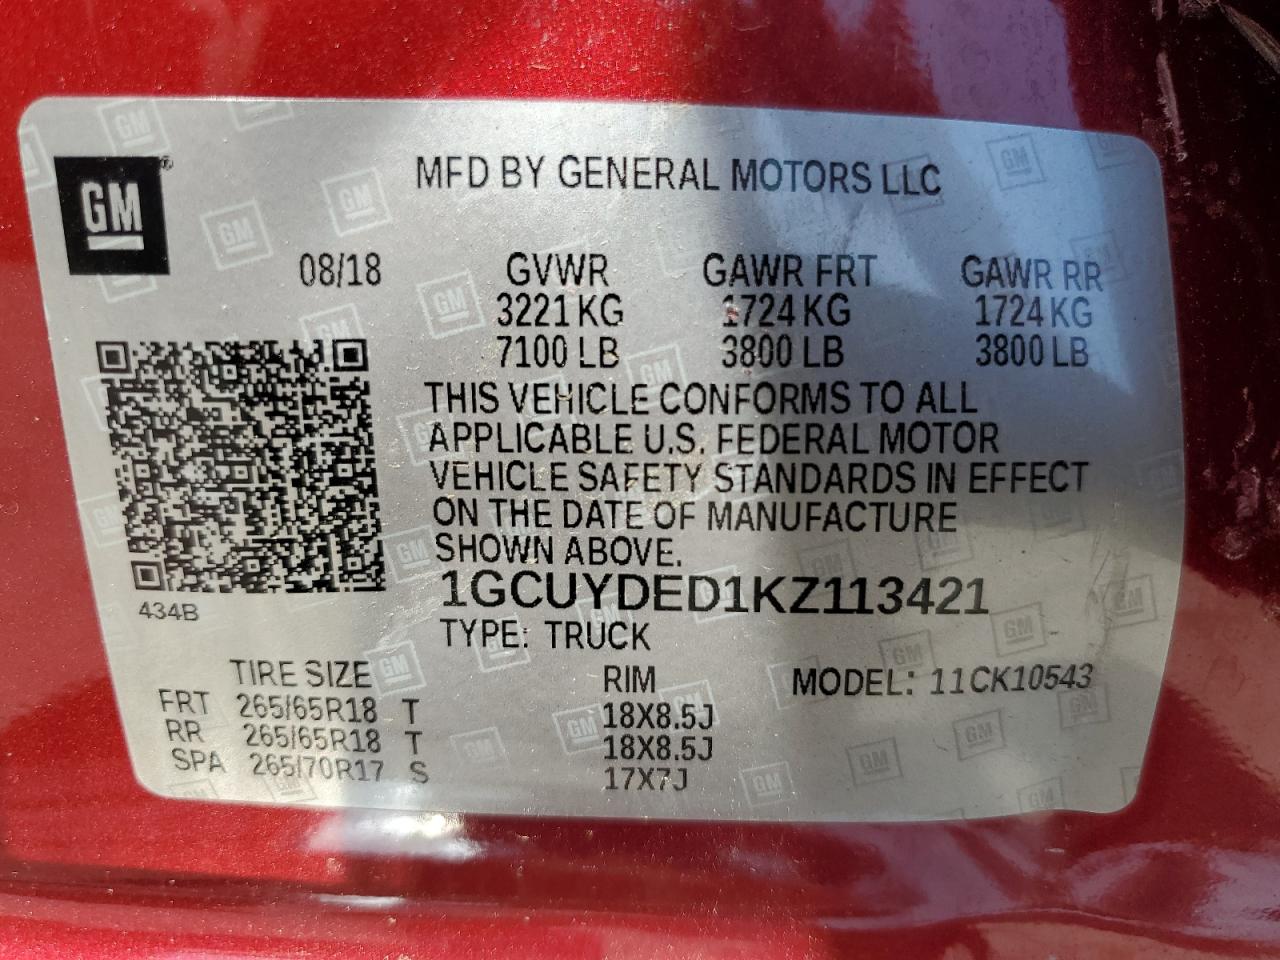 GM
MFD BY GENERAL MOTORS LLC
08/18 GVWR GAWR FRT GAWR RR
3221 KG 1724 KG 1724 KG
7100 LB 3800 LB 3800 LB
THIS VEHICLE CONFORMS TO ALL
APPLICABLE U.S. FEDERAL MOTOR
VEHICLE SAFETY STANDARDS IN EFFECT
ON THE DATE OF MANUFACTURE
SHOWN ABOVE.
1GCUYDED1KZ113421
434B
TYPE: TRUCK
TIRE SIZE RIM MODEL: 11CK10543
FRT 265/65R18 T 18X8.5J
RR 265/65R18 T 18X8.5J
SPA 265/70R17 S 17X7J